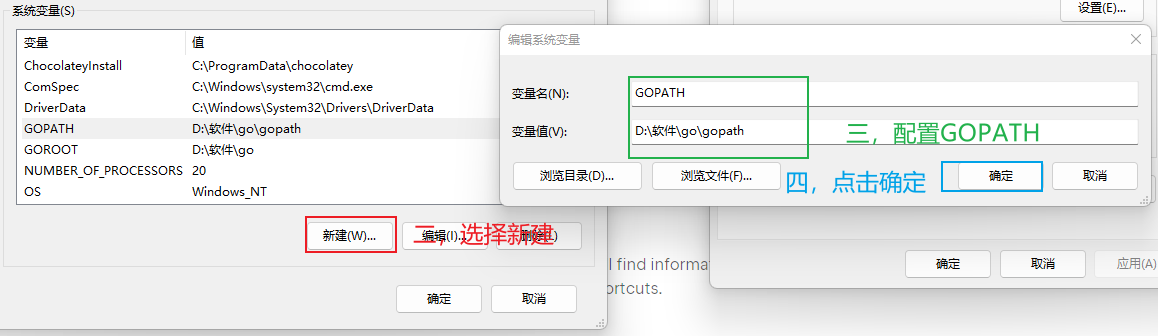 系统变量(S)
变量 值
ChocolateyInstall C:\ProgramData\chocolatey
ComSpec C:\Windows\system32\cmd.exe
DriverData C:\Windows\System32\Drivers\DriverData
GOPATH D:\软件\go\gopath
GOROOT D:\软件\go
NUMBER_OF_PROCESSORS 20
OS Windows_NT
新建(W)...
编辑(I)...
删除(L)
二，选择新建
确定
取消
设置(E)...
编辑系统变量
变量名(N):
GOPATH
变量值(V):
D:\软件\go\gopath
三，配置GOPATH
浏览目录(D)...
浏览文件(F)...
四，点击确定
确定
取消
l find informa
ortcuts.
确定
取消
应用(A)